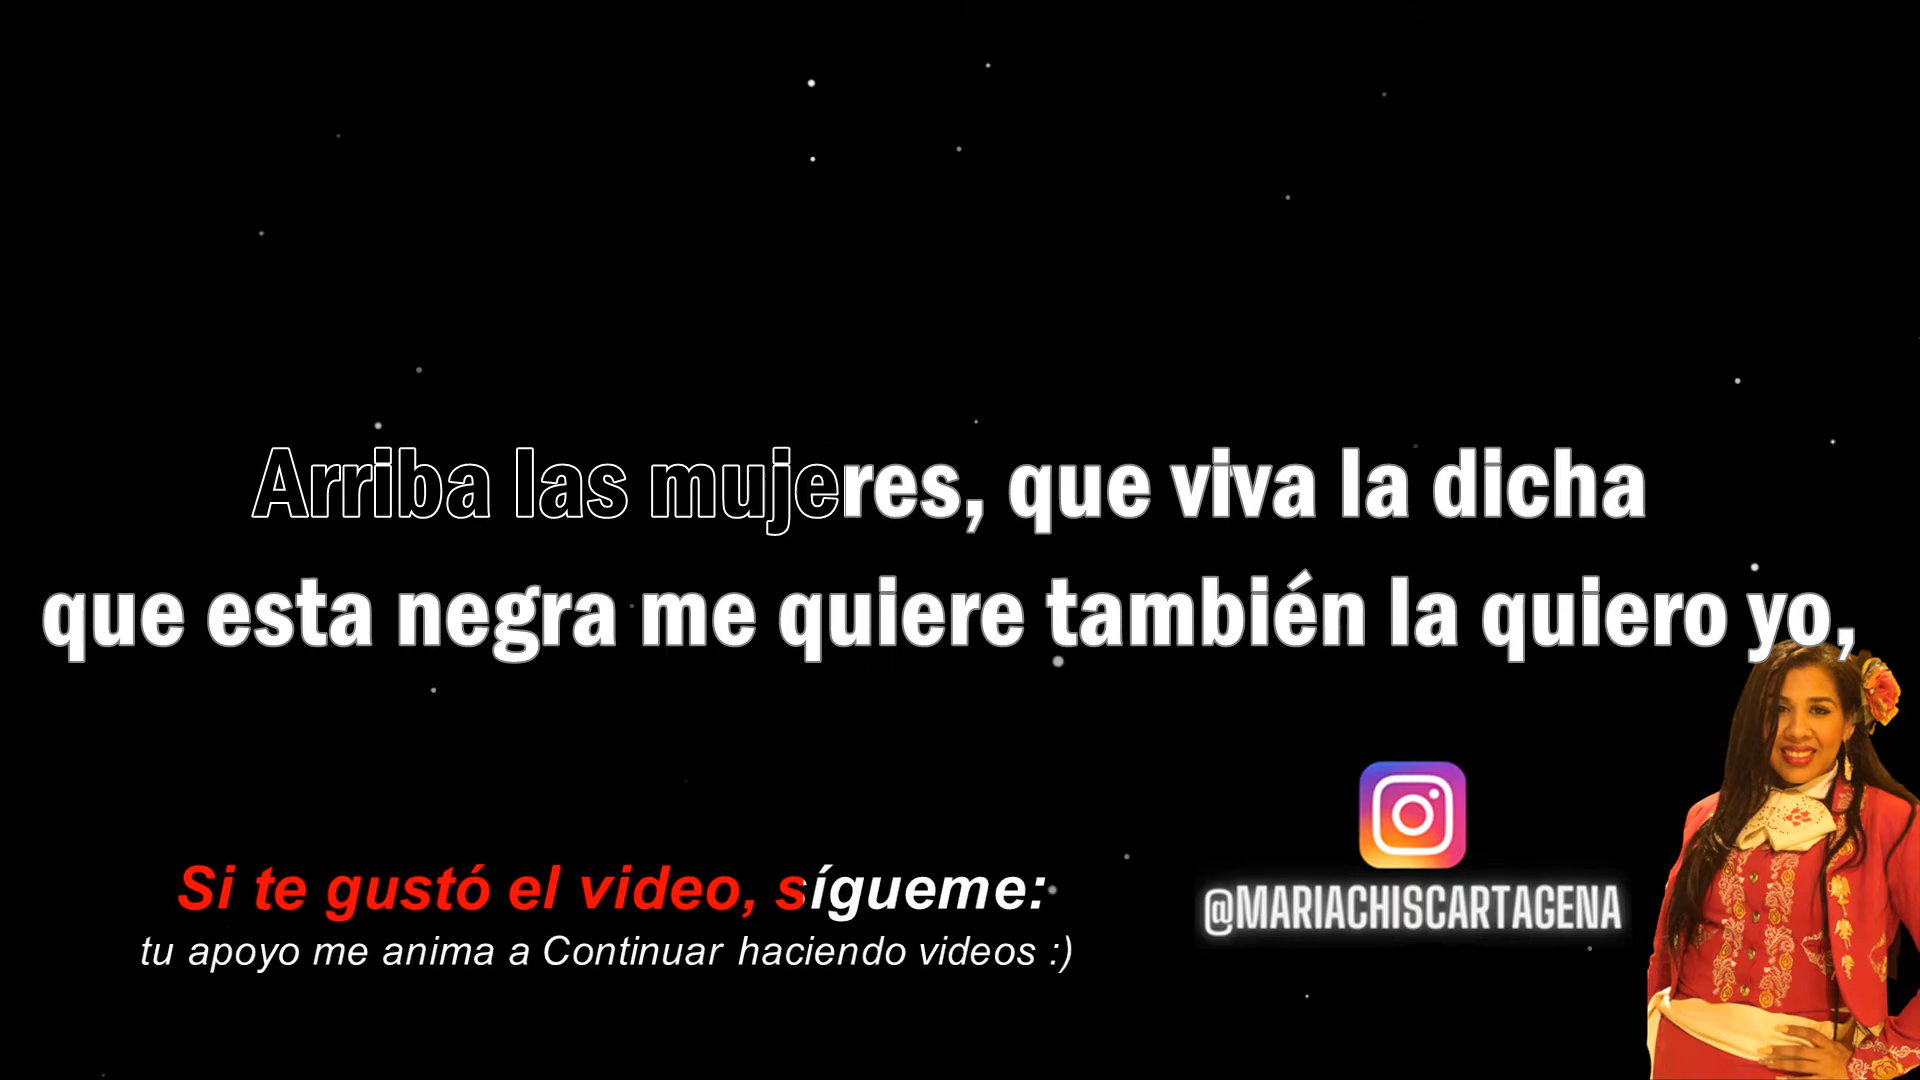 Arriba las mujeres, que viva la dicha
que esta negra me quiere también la quiero yo,
Si te gustó el video, sígueme:
tu apoyo me anima a Continuar haciendo videos :)
@MARIACHISCARTAGENA